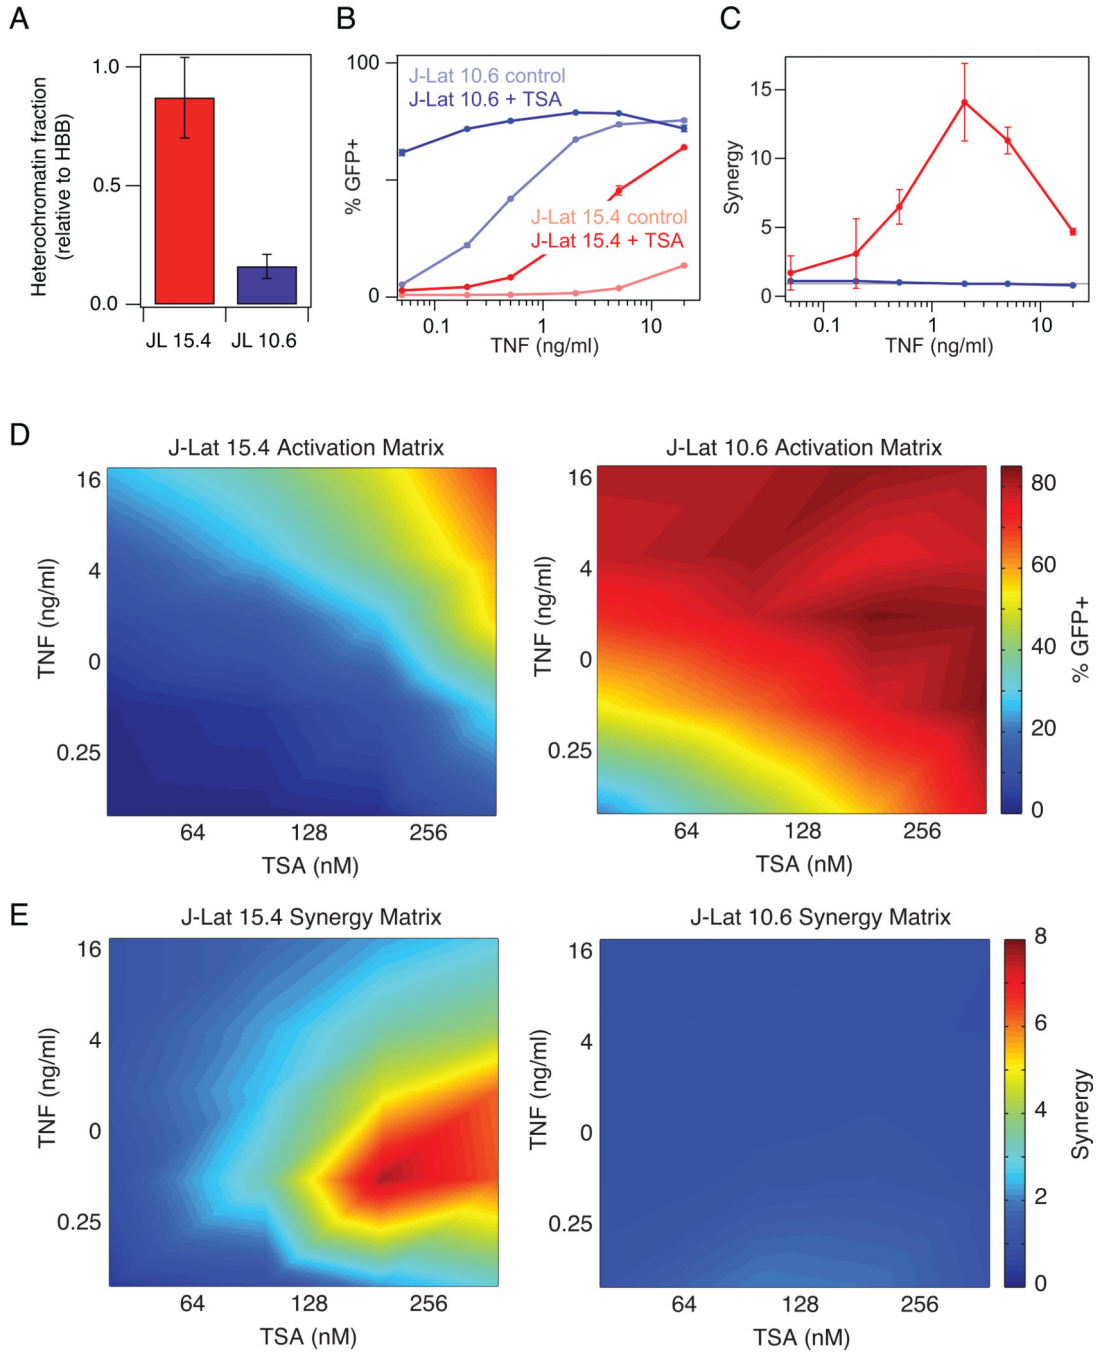 A
Heterochromatin fraction
(relative to HBB)
1.0
0.5
0.0
JL 15.4
JL 10.6
B
% GFP+
100
0
J-Lat 10.6 control
J-Lat 10.6 + TSA
J-Lat 15.4 control
J-Lat 15.4 + TSA
0.1
1
10
TNF (ng/ml)
C
Synergy
15
10
5
0
0.1
1
10
TNF (ng/ml)
D
J-Lat 15.4 Activation Matrix
TNF (ng/ml)
16
4
0
0.25
64
128
256
TSA (nM)
J-Lat 10.6 Activation Matrix
TNF (ng/ml)
16
4
0
0.25
64
128
256
TSA (nM)
80
60
40
20
0
% GFP+
E
J-Lat 15.4 Synergy Matrix
TNF (ng/ml)
16
4
0
0.25
64
128
256
TSA (nM)
J-Lat 10.6 Synergy Matrix
TNF (ng/ml)
16
4
0
0.25
64
128
256
TSA (nM)
8
6
4
2
0
Synrergy